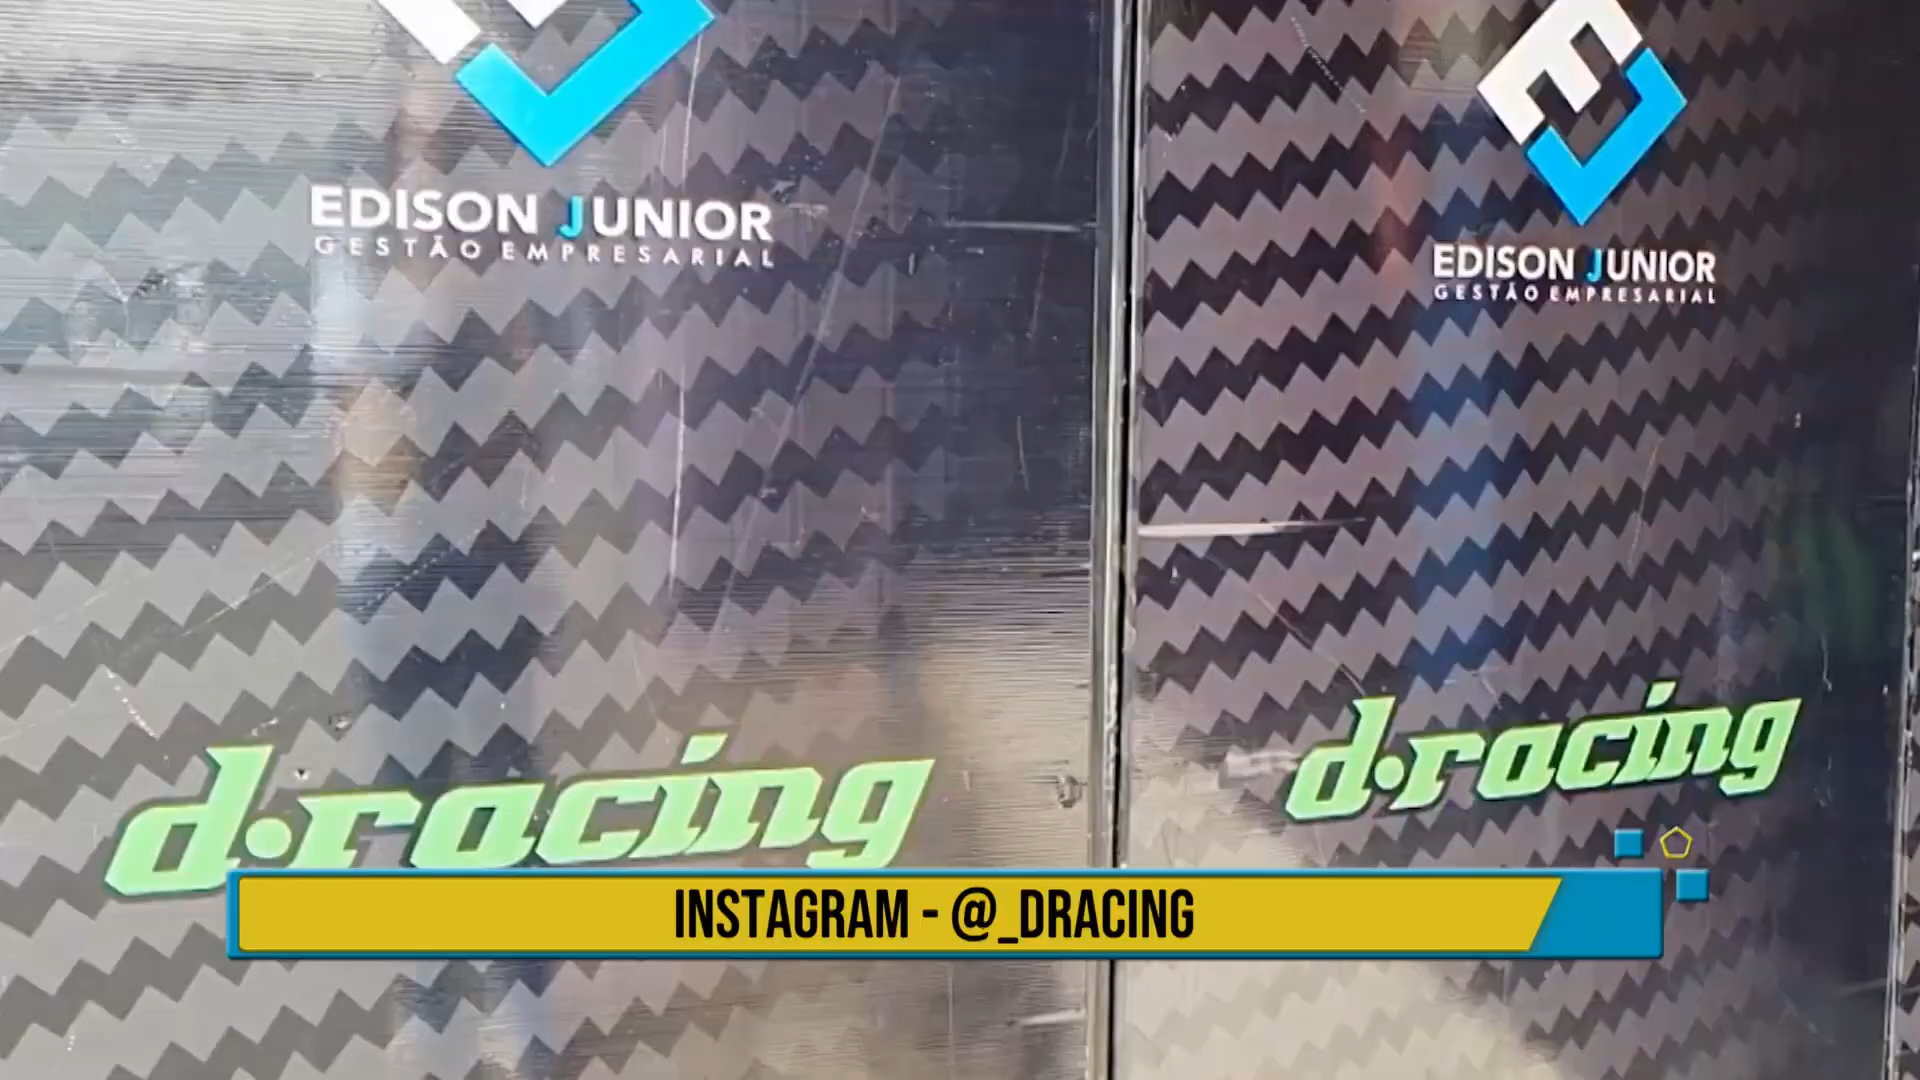 EDISON JUNIOR
GESTÃO EMPRESARIAL
EDISON JUNIOR
GESTÃO EMPRESARIAL
d·racing
d·racing
INSTAGRAM - @_DRACING